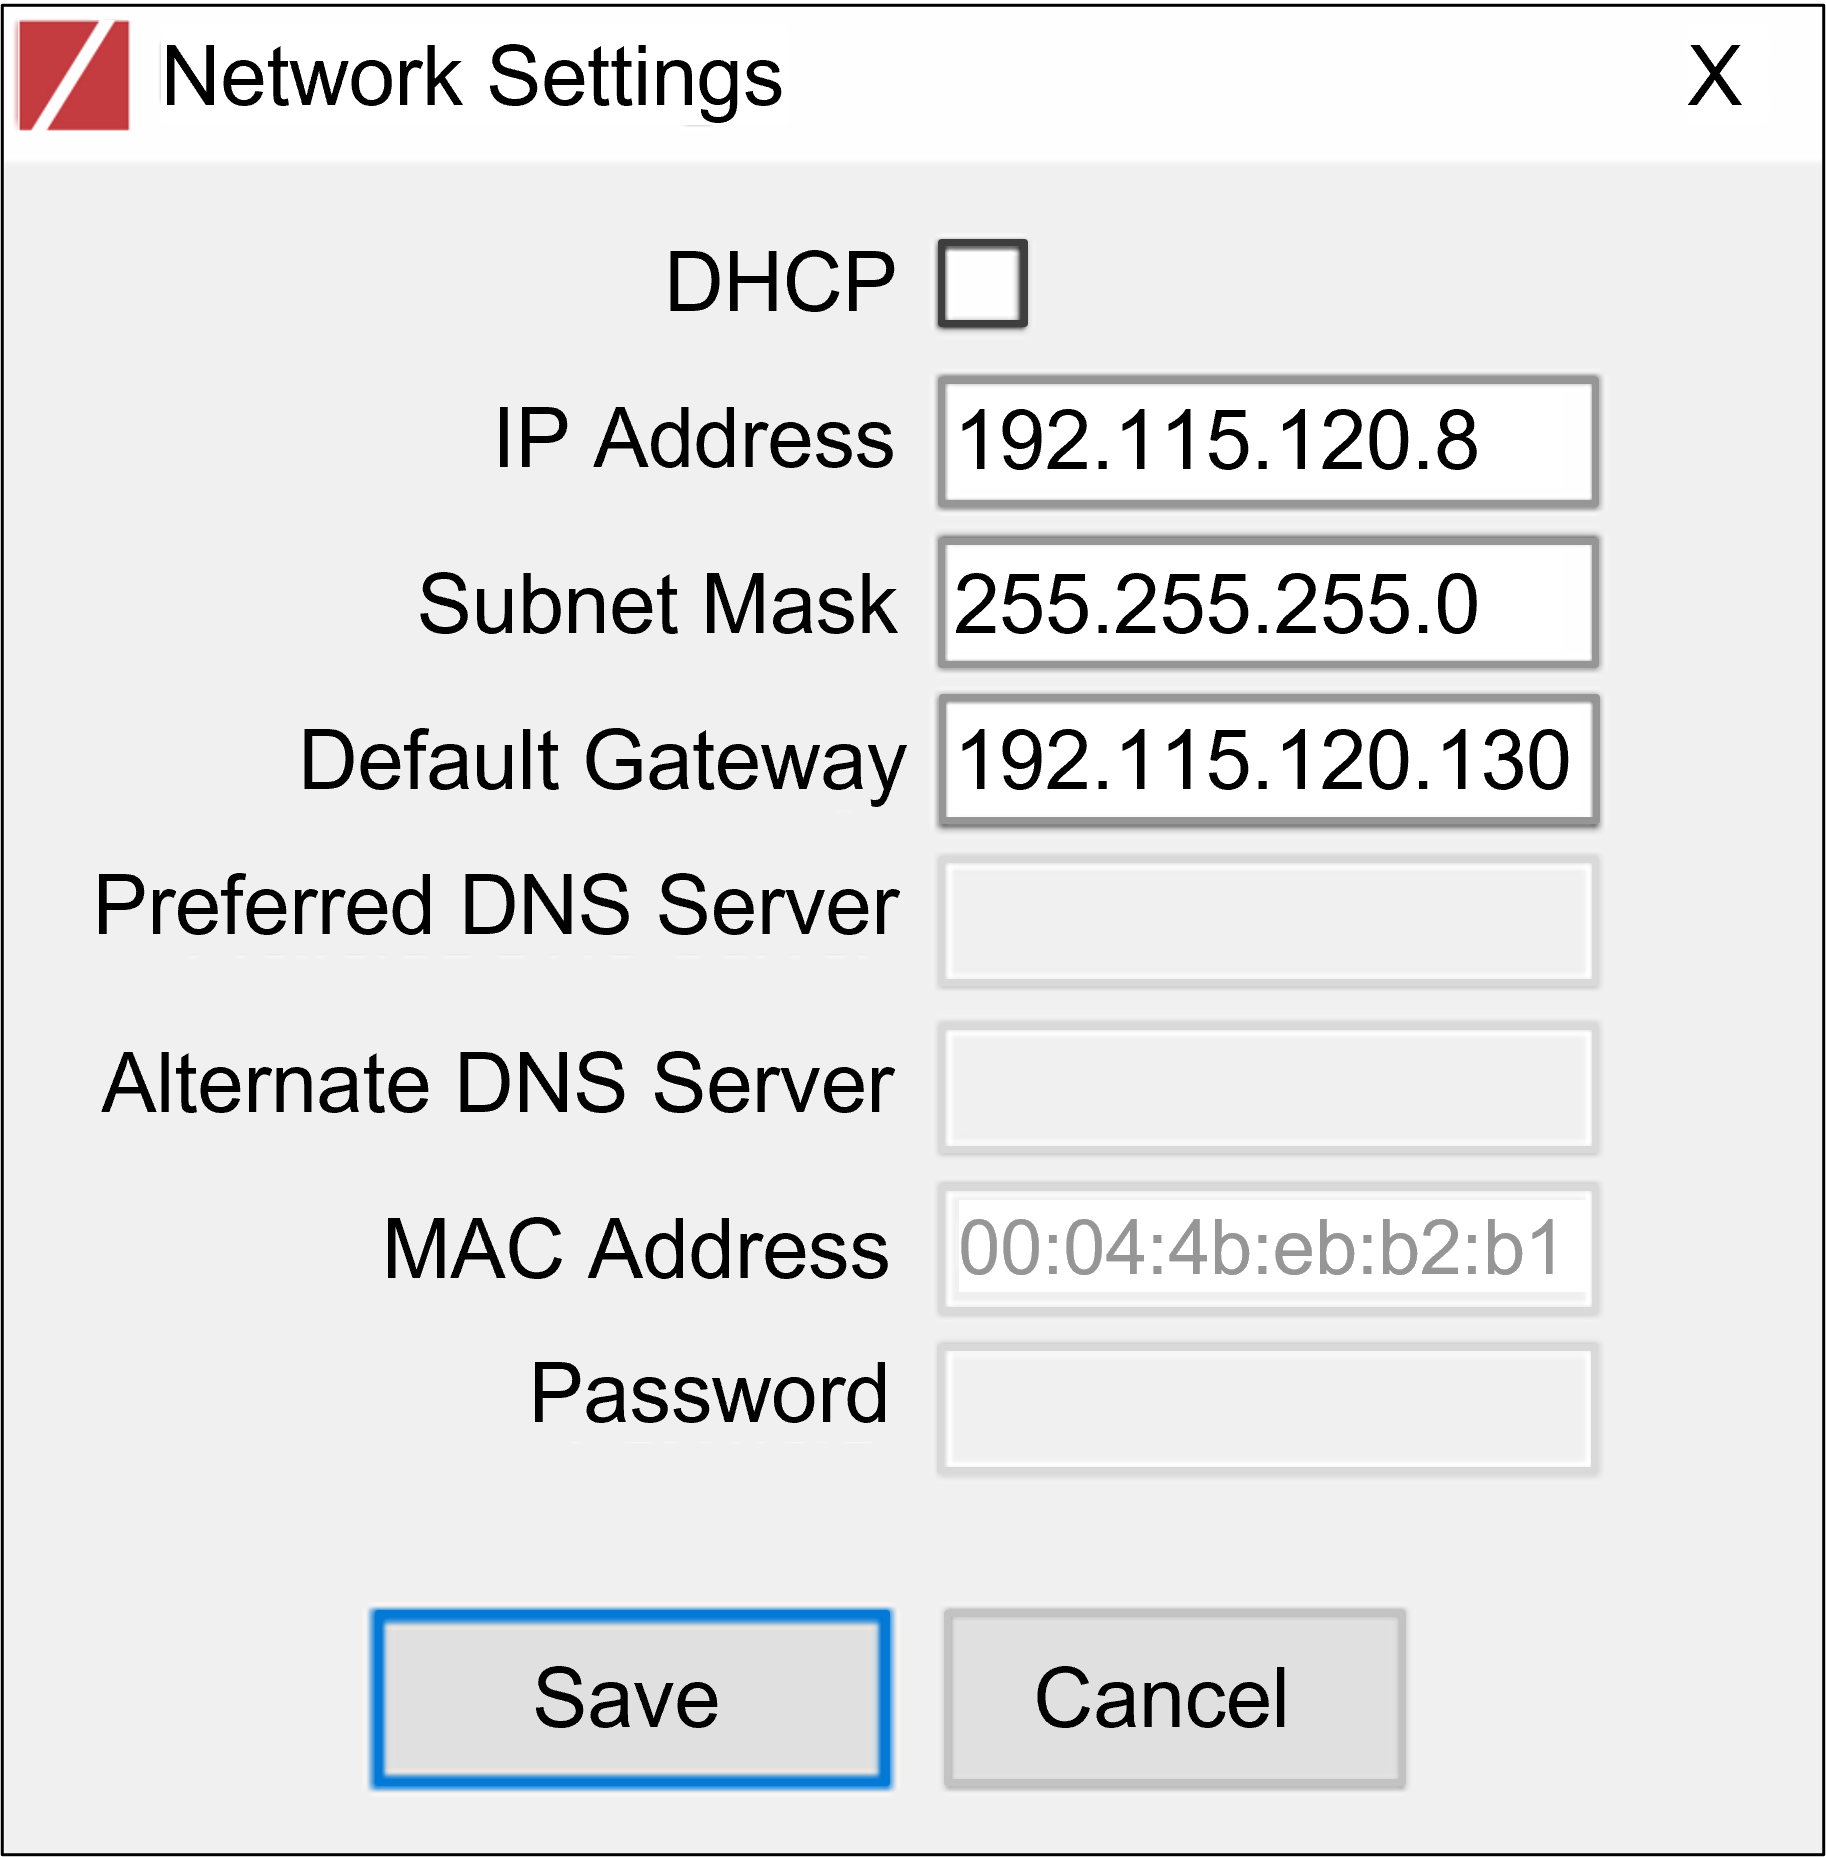 Network Settings X
DHCP
IP Address 192.115.120.8
Subnet Mask 255.255.255.0
Default Gateway 192.115.120.130
Preferred DNS Server
Alternate DNS Server
MAC Address 00:04:4b:eb:b2:b1
Password
Save Cancel